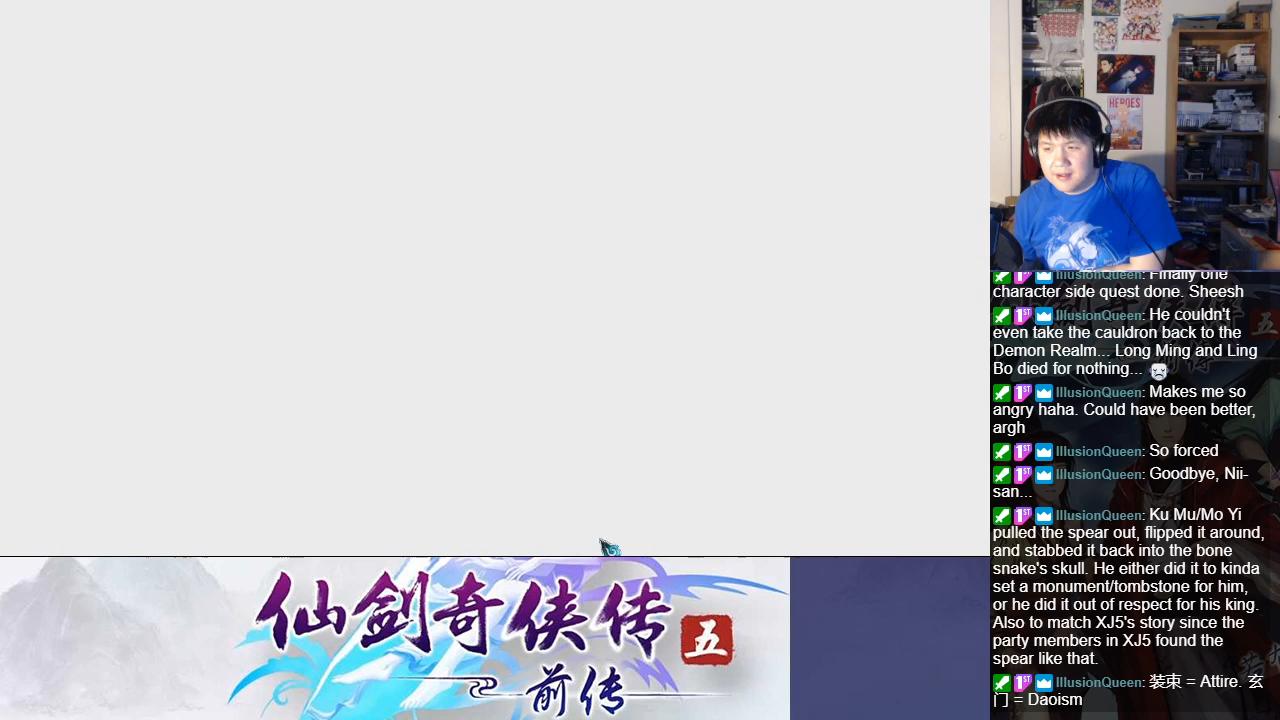 HEROES
IllusionQueen: Finally one
character side quest done. Sheesh
IllusionQueen: He couldn't
even take the cauldron back to the
Demon Realm... Long Ming and Ling
Bo died for nothing...
IllusionQueen: Makes me so
angry haha. Could have been better,
argh
IllusionQueen: So forced
IllusionQueen: Goodbye, Nii-
san...
IllusionQueen: Ku Mu/Mo Yi
pulled the spear out, flipped it around,
and stabbed it back into the bone
snake's skull. He either did it to kinda
set a monument/tombstone for him,
or he did it out of respect for his king.
Also to match XJ5's story since the
party members in XJ5 found the
spear like that.
IllusionQueen: 装束 = Attire. 玄
门 = Daoism
仙剑奇侠传
五
前传